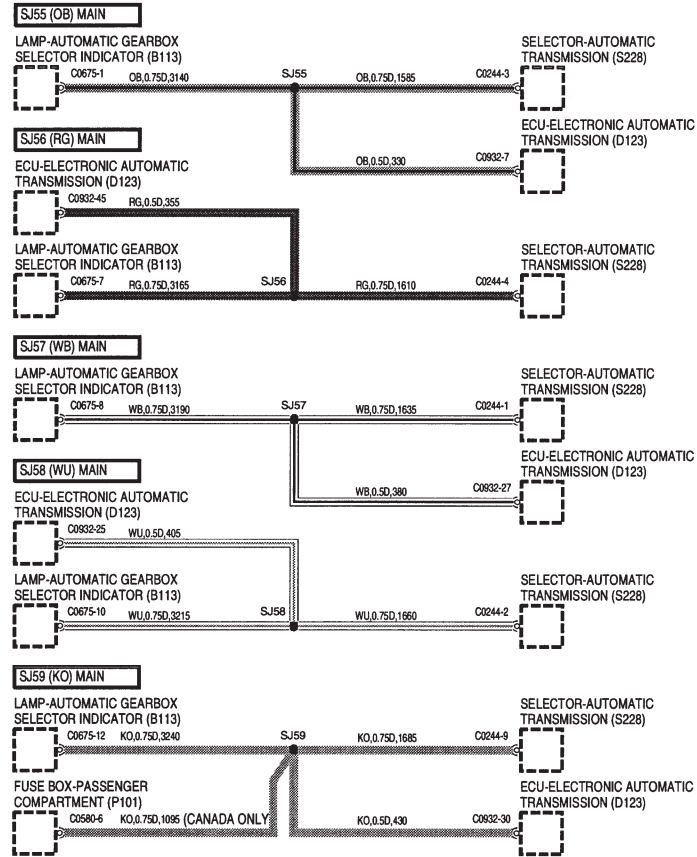 SJ55 (OB) MAIN
LAMP-AUTOMATIC GEARBOX
SELECTOR INDICATOR (B113)
SELECTOR-AUTOMATIC
TRANSMISSION (S228)
C0675-1
OB,0.75D,3140
SJ55
OB,0.75D,1585
C0244-3
ECU-ELECTRONIC AUTOMATIC
TRANSMISSION (D123)
OB,0.5D,330
C0932-7
SJ56 (RG) MAIN
ECU-ELECTRONIC AUTOMATIC
TRANSMISSION (D123)
C0932-45
RG,0.5D,355
LAMP-AUTOMATIC GEARBOX
SELECTOR INDICATOR (B113)
SELECTOR-AUTOMATIC
TRANSMISSION (S228)
C0675-7
RG,0.75D,3165
SJ56
RG,0.75D,1610
C0244-4
SJ57 (WB) MAIN
LAMP-AUTOMATIC GEARBOX
SELECTOR INDICATOR (B113)
SELECTOR-AUTOMATIC
TRANSMISSION (S228)
C0675-8
WB,0.75D,3190
SJ57
WB,0.75D,1635
C0244-1
ECU-ELECTRONIC AUTOMATIC
TRANSMISSION (D123)
WB,0.5D,380
C0932-27
SJ58 (WU) MAIN
ECU-ELECTRONIC AUTOMATIC
TRANSMISSION (D123)
C0932-25
WU,0.5D,405
LAMP-AUTOMATIC GEARBOX
SELECTOR INDICATOR (B113)
SELECTOR-AUTOMATIC
TRANSMISSION (S228)
C0675-10
WU,0.75D,3215
SJ58
WU,0.75D,1660
C0244-2
SJ59 (KO) MAIN
LAMP-AUTOMATIC GEARBOX
SELECTOR INDICATOR (B113)
SELECTOR-AUTOMATIC
TRANSMISSION (S228)
C0675-12
KO,0.75D,3240
SJ59
KO,0.75D,1685
C0244-9
FUSE BOX-PASSENGER
COMPARTMENT (P101)
ECU-ELECTRONIC AUTOMATIC
TRANSMISSION (D123)
C0580-6
KO,0.75D,1095 (CANADA ONLY
KO,0.5D,430
C0932-30